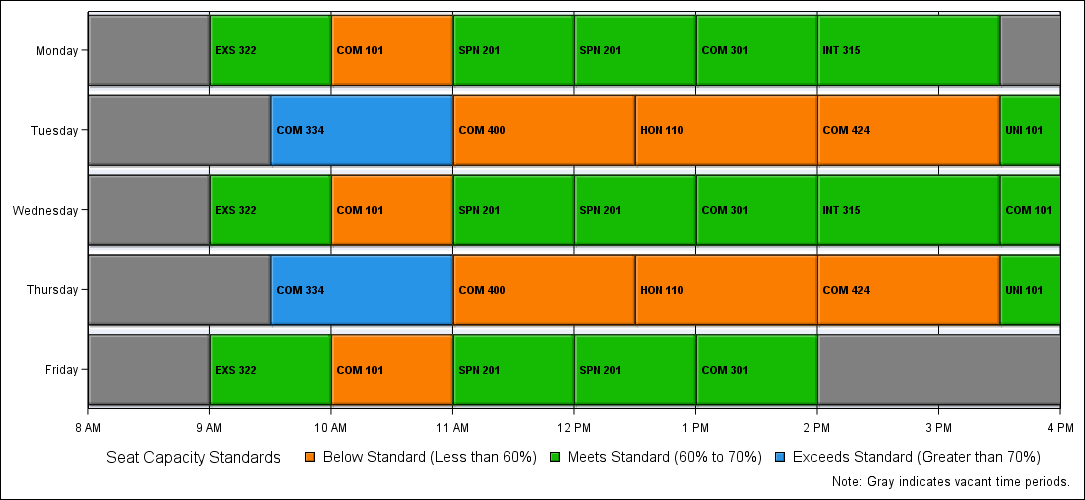 Monday EXS 322 COM 101 SPN 201 SPN 201 COM 301 INT 315
Tuesday COM 334 COM 400 HON 110 COM 424 UNI 101
Wednesday EXS 322 COM 101 SPN 201 SPN 201 COM 301 INT 315 COM 101
Thursday COM 334 COM 400 HON 110 COM 424 UNI 101
Friday EXS 322 COM 101 SPN 201 SPN 201 COM 301
8 AM 9 AM 10 AM 11 AM 12 PM 1 PM 2 PM 3 PM 4 PM
Seat Capacity Standards Below Standard (Less than 60%) Meets Standard (60% to 70%) Exceeds Standard (Greater than 70%)
Note: Gray indicates vacant time periods.